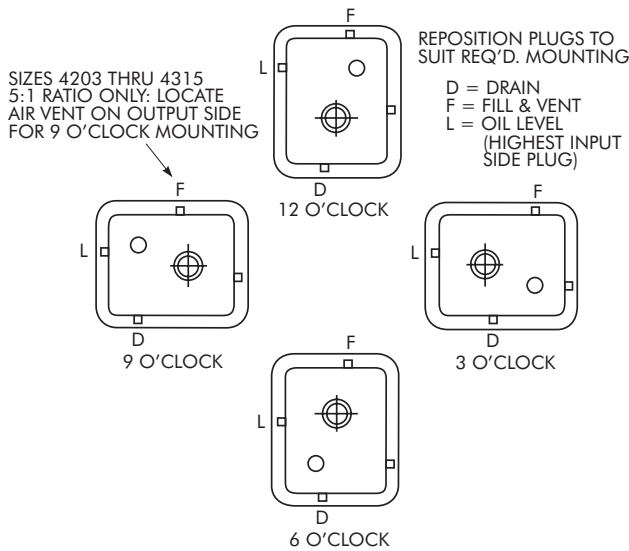 F
L
D
12 O'CLOCK
REPOSITION PLUGS TO
SUIT REQ'D. MOUNTING
D = DRAIN
F = FILL & VENT
L = OIL LEVEL
(HIGHEST INPUT
SIDE PLUG)
SIZES 4203 THRU 4315
5:1 RATIO ONLY: LOCATE
AIR VENT ON OUTPUT SIDE
FOR 9 O'CLOCK MOUNTING
F
L
D
9 O'CLOCK
F
L
D
3 O'CLOCK
F
L
D
6 O'CLOCK